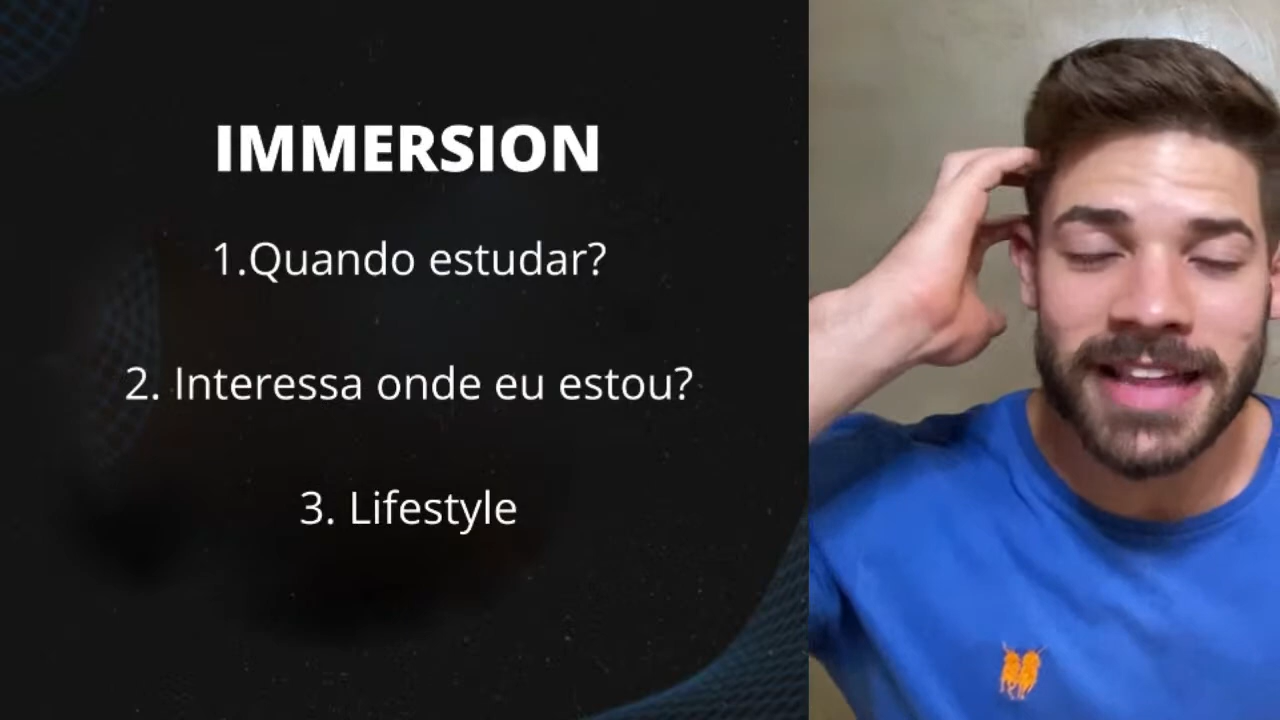 IMMERSION
1.Quando estudar?
2. Interessa onde eu estou?
3. Lifestyle